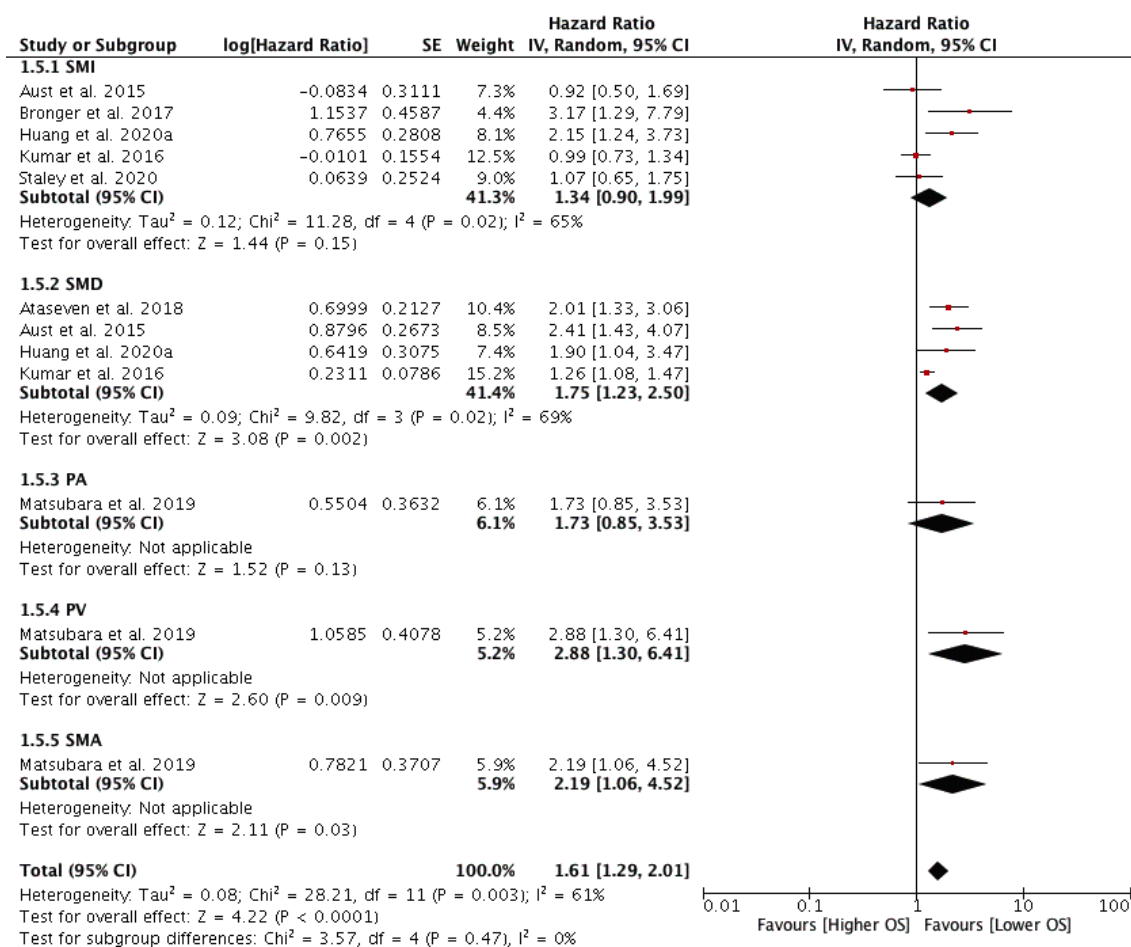 Hazard Ratio Hazard Ratio
Study or Subgroup log[Hazard Ratio] SE Weight IV, Random, 95% CI IV, Random, 95% CI
1.5.1 SMI
Aust et al. 2015 −0.0834 0.3111 7.3% 0.92 [0.50, 1.69]
Bronger et al. 2017 1.1537 0.4587 4.4% 3.17 [1.29, 7.79]
Huang et al. 2020a 0.7655 0.2808 8.1% 2.15 [1.24, 3.73]
Kumar et al. 2016 −0.0101 0.1554 12.5% 0.99 [0.73, 1.34]
Staley et al. 2020 0.0639 0.2524 9.0% 1.07 [0.65, 1.75]
Subtotal (95% CI) 41.3% 1.34 [0.90, 1.99]
Heterogeneity: Tau² = 0.12; Chi² = 11.28, df = 4 (P = 0.02); I² = 65%
Test for overall effect: Z = 1.44 (P = 0.15)
1.5.2 SMD
Ataseven et al. 2018 0.6999 0.2127 10.4% 2.01 [1.33, 3.06]
Aust et al. 2015 0.8796 0.2673 8.5% 2.41 [1.43, 4.07]
Huang et al. 2020a 0.6419 0.3075 7.4% 1.90 [1.04, 3.47]
Kumar et al. 2016 0.2311 0.0786 15.2% 1.26 [1.08, 1.47]
Subtotal (95% CI) 41.4% 1.75 [1.23, 2.50]
Heterogeneity: Tau² = 0.09; Chi² = 9.82, df = 3 (P = 0.02); I² = 69%
Test for overall effect: Z = 3.08 (P = 0.002)
1.5.3 PA
Matsubara et al. 2019 0.5504 0.3632 6.1% 1.73 [0.85, 3.53]
Subtotal (95% CI) 6.1% 1.73 [0.85, 3.53]
Heterogeneity: Not applicable
Test for overall effect: Z = 1.52 (P = 0.13)
1.5.4 PV
Matsubara et al. 2019 1.0585 0.4078 5.2% 2.88 [1.30, 6.41]
Subtotal (95% CI) 5.2% 2.88 [1.30, 6.41]
Heterogeneity: Not applicable
Test for overall effect: Z = 2.60 (P = 0.009)
1.5.5 SMA
Matsubara et al. 2019 0.7821 0.3707 5.9% 2.19 [1.06, 4.52]
Subtotal (95% CI) 5.9% 2.19 [1.06, 4.52]
Heterogeneity: Not applicable
Test for overall effect: Z = 2.11 (P = 0.03)
Total (95% CI) 100.0% 1.61 [1.29, 2.01]
Heterogeneity: Tau² = 0.08; Chi² = 28.21, df = 11 (P = 0.003); I² = 61%
Test for overall effect: Z = 4.22 (P < 0.0001)
Test for subgroup differences: Chi² = 3.57, df = 4 (P = 0.47), I² = 0%
0.01 0.1 1 10 100
Favours [Higher OS] Favours [Lower OS]